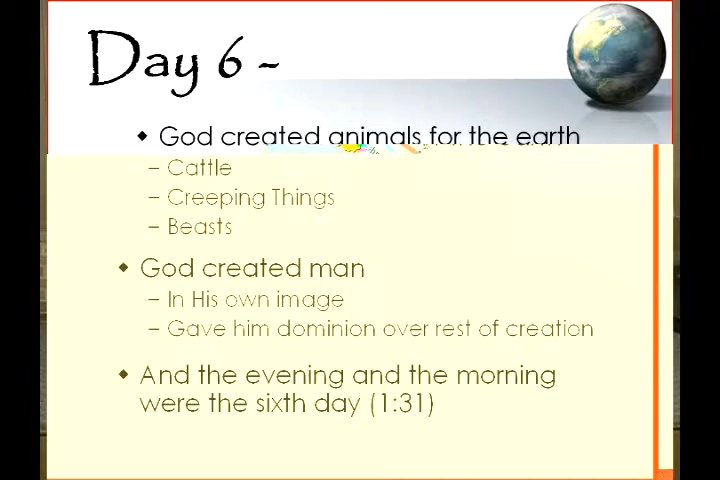 Day 6 -
◆ God created animals for the earth
– Cattle
– Creeping Things
– Beasts
◆ God created man
– In His own image
– Gave him dominion over rest of creation
◆ And the evening and the morning
were the sixth day (1:31)